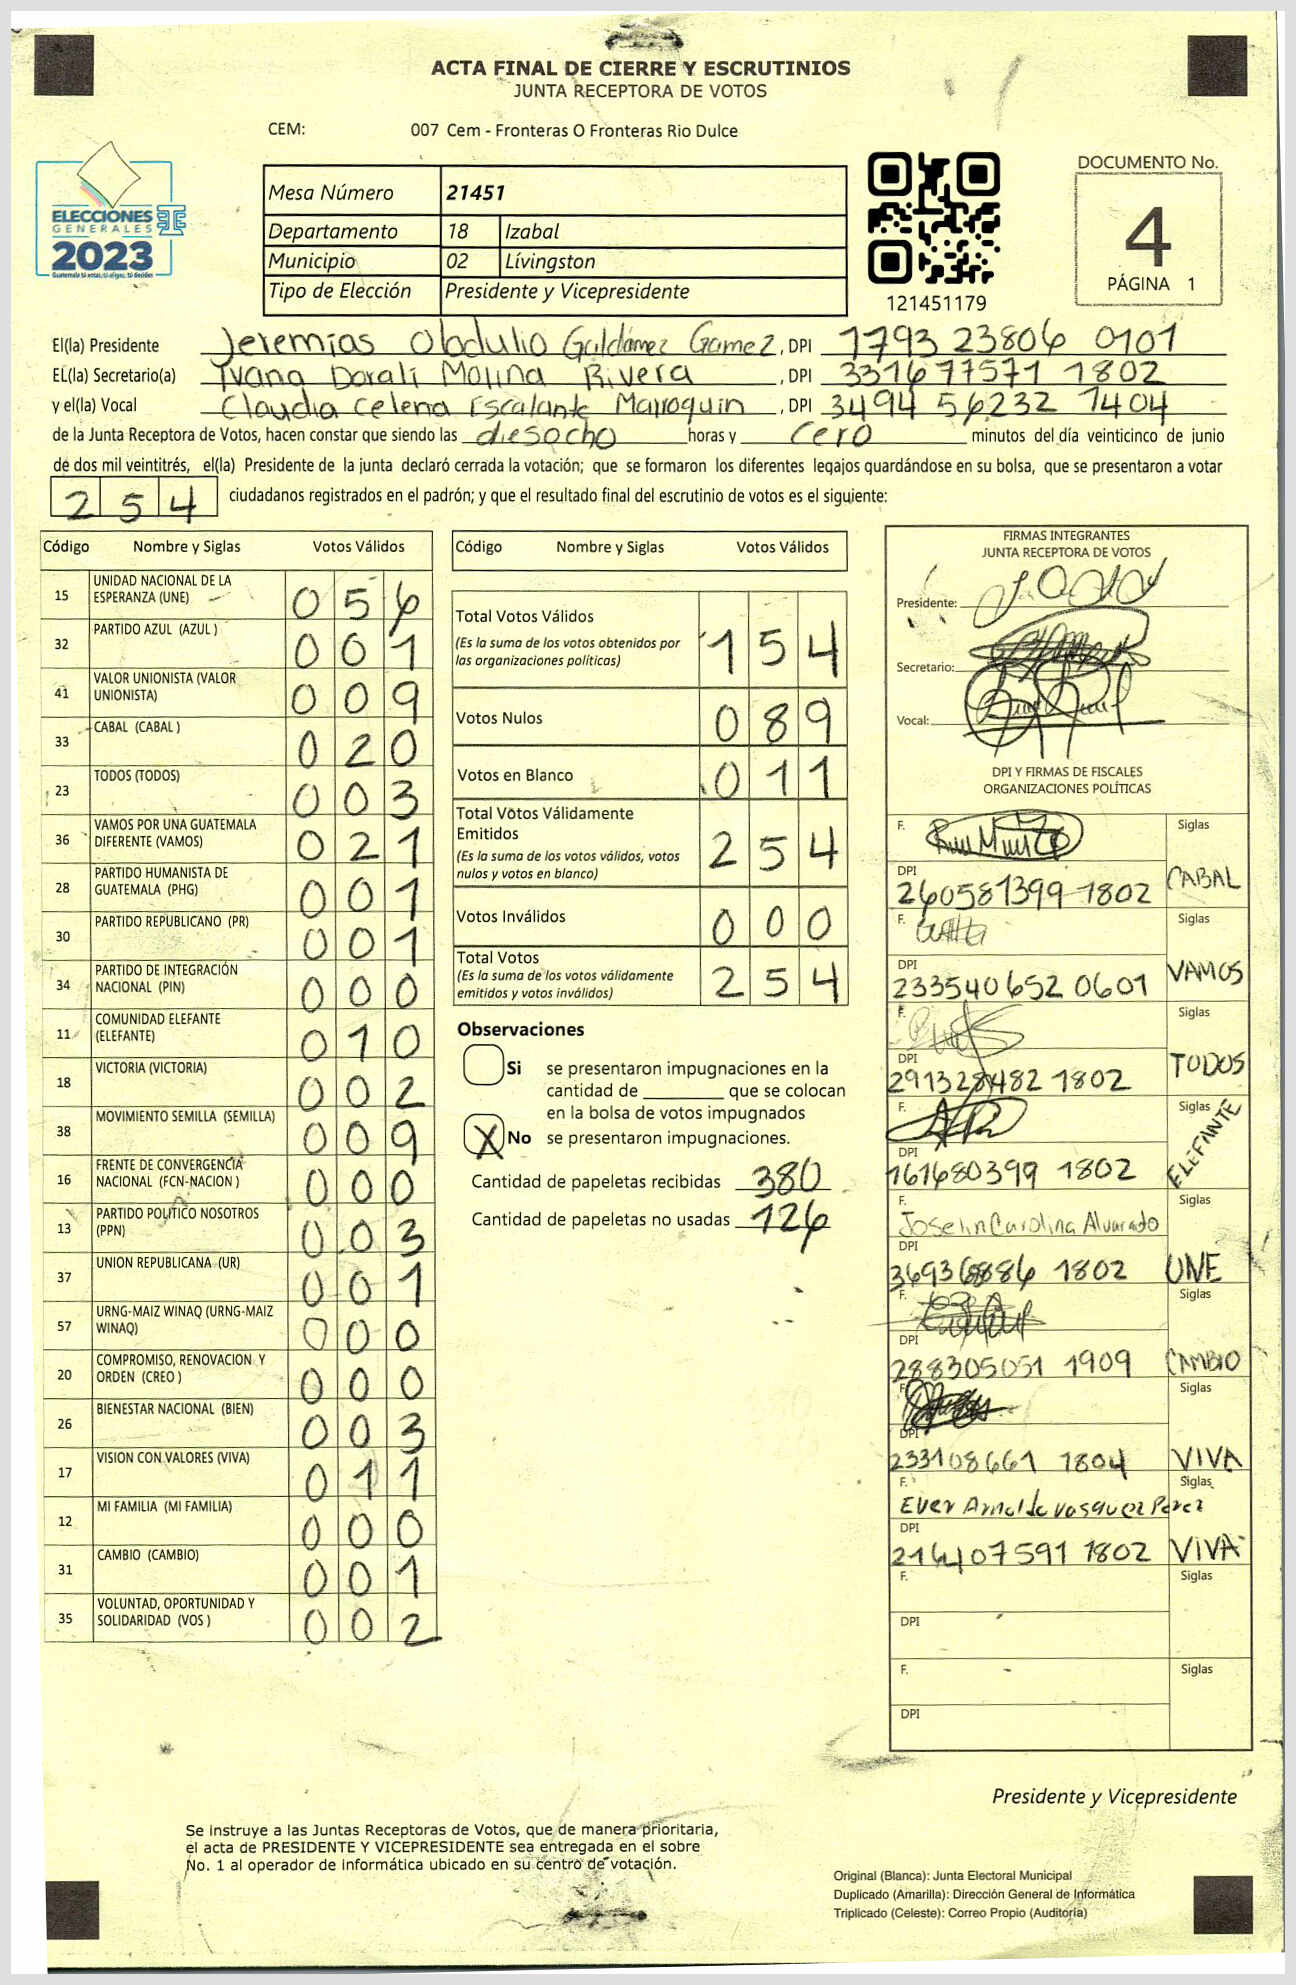 ACTA FINAL DE CIERRE Y ESCRUTINIOS
JUNTA RECEPTORA DE VOTOS
CEM: 007 Cem - Fronteras O Fronteras Rio Dulce
ELECCIONES
GENERALES
2023
Mesa Número 21451
Departamento 18 Izabal
Municipio 02 Lívingston
Tipo de Elección Presidente y Vicepresidente
121451179
DOCUMENTO No.
4
PÁGINA 1
El(la) Presidente Jeremias Obdulio Galdámez Gamez, DPI 1793 23806 0101
EL(la) Secretario(a) Ivana Dorali Molina Rivera, DPI 331677571 1802
y el(la) Vocal Claudia Celena Escalante Marroquin, DPI 3494 56232 1404
de la Junta Receptora de Votos, hacen constar que siendo las diesocho horas y cero minutos del día veinticinco de junio
de dos mil veintitrés, el(la) Presidente de la junta declaró cerrada la votación; que se formaron los diferentes legajos guardándose en su bolsa, que se presentaron a votar
254 ciudadanos registrados en el padrón; y que el resultado final del escrutinio de votos es el siguiente:
Código Nombre y Siglas Votos Válidos
15 UNIDAD NACIONAL DE LA ESPERANZA (UNE) 056
32 PARTIDO AZUL (AZUL ) 001
41 VALOR UNIONISTA (VALOR UNIONISTA) 009
33 CABAL (CABAL ) 020
23 TODOS (TODOS) 003
36 VAMOS POR UNA GUATEMALA DIFERENTE (VAMOS) 021
28 PARTIDO HUMANISTA DE GUATEMALA (PHG) 001
30 PARTIDO REPUBLICANO (PR) 001
34 PARTIDO DE INTEGRACIÓN NACIONAL (PIN) 000
11 COMUNIDAD ELEFANTE (ELEFANTE) 010
18 VICTORIA (VICTORIA) 002
38 MOVIMIENTO SEMILLA (SEMILLA) 009
16 FRENTE DE CONVERGENCIA NACIONAL (FCN-NACION ) 000
13 PARTIDO POLITICO NOSOTROS (PPN) 003
37 UNION REPUBLICANA (UR) 001
57 URNG-MAIZ WINAQ (URNG-MAIZ WINAQ) 000
20 COMPROMISO, RENOVACION Y ORDEN (CREO ) 000
26 BIENESTAR NACIONAL (BIEN) 003
17 VISION CON VALORES (VIVA) 011
12 MI FAMILIA (MI FAMILIA) 000
31 CAMBIO (CAMBIO) 001
35 VOLUNTAD, OPORTUNIDAD Y SOLIDARIDAD (VOS ) 002
Código Nombre y Siglas Votos Válidos
Total Votos Válidos 154
(Es la suma de los votos obtenidos por
las organizaciones políticas)
Votos Nulos 089
Votos en Blanco 011
Total Votos Válidamente
Emitidos 254
(Es la suma de los votos válidos, votos
nulos y votos en blanco)
Votos Inválidos 000
Total Votos 254
(Es la suma de los votos válidamente
emitidos y votos inválidos)
Observaciones
Si se presentaron impugnaciones en la
cantidad de ________ que se colocan
en la bolsa de votos impugnados
X No se presentaron impugnaciones.
Cantidad de papeletas recibidas 380
Cantidad de papeletas no usadas 126
FIRMAS INTEGRANTES
JUNTA RECEPTORA DE VOTOS
Presidente:
Secretario:
Vocal:
DPI Y FIRMAS DE FISCALES
ORGANIZACIONES POLÍTICAS
F. Siglas
DPI
260581399 1802 CABAL
F. Siglas
DPI
233540652 0601 VAMOS
F. Siglas
DPI
291328482 1802 TODOS
F. Siglas
DPI
161680399 1802 ELEFANTE
F. Siglas
Joselin Carolina Alvarado
DPI
1802 UNE
F. Siglas
DPI
288305051 1909 CAMBIO
F. Siglas
DPI
233108661 1804 VIVA
F. Siglas
Ever Arnoldo Vasquez Perez
DPI
216407591 1802 VIVA
F. Siglas
DPI
F. Siglas
DPI
Presidente y Vicepresidente
Se instruye a las Juntas Receptoras de Votos, que de manera prioritaria,
el acta de PRESIDENTE Y VICEPRESIDENTE sea entregada en el sobre
No. 1 al operador de informática ubicado en su centro de votación.
Original (Blanca): Junta Electoral Municipal
Duplicado (Amarilla): Dirección General de Informática
Triplicado (Celeste): Correo Propio (Auditoría)